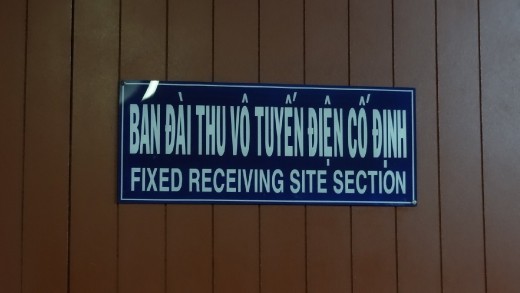 BAN ĐÀI THU VÔ TUYẾN ĐIỆN CỐ ĐỊNH
FIXED RECEIVING SITE SECTION